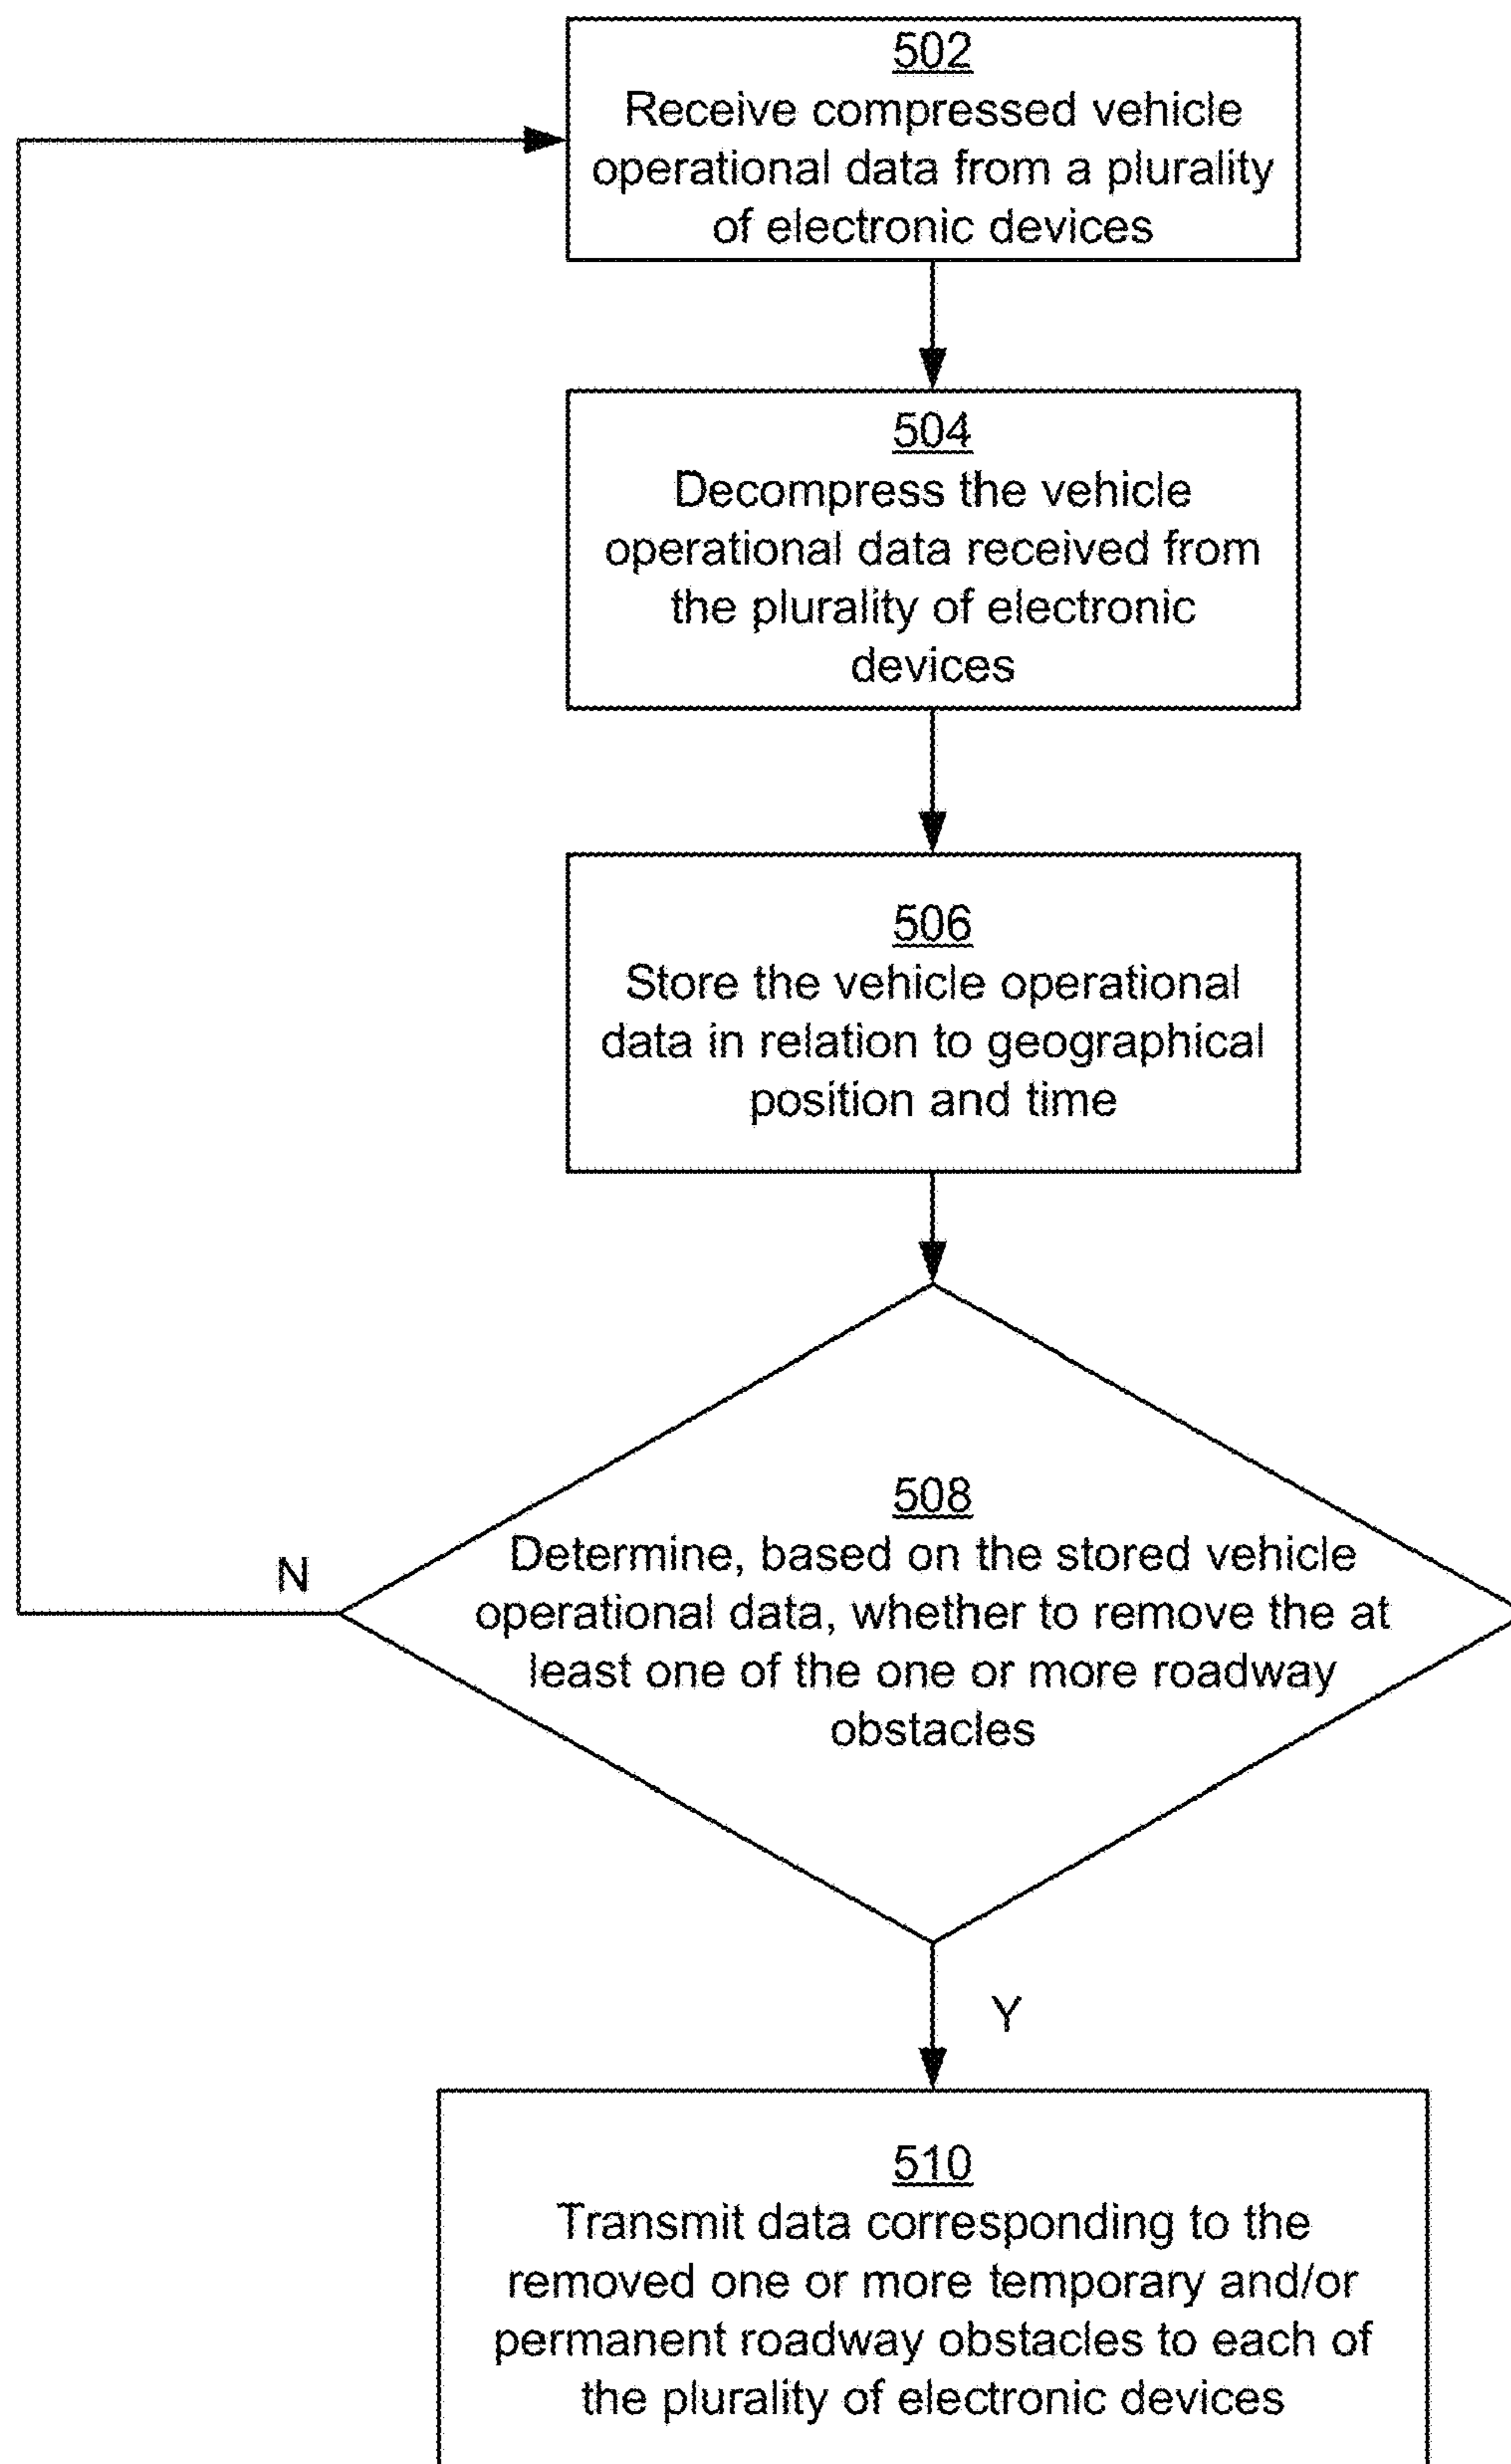 502
Receive compressed vehicle
operational data from a plurality
of electronic devices
504
Decompress the vehicle
operational data received from
the plurality of electronic
devices
506
Store the vehicle operational
data in relation to geographical
position and time
508
Determine, based on the stored vehicle
operational data, whether to remove the at
least one of the one or more roadway
obstacles
N
Y
510
Transmit data corresponding to the
removed one or more temporary and/or
permanent roadway obstacles to each of
the plurality of electronic devices